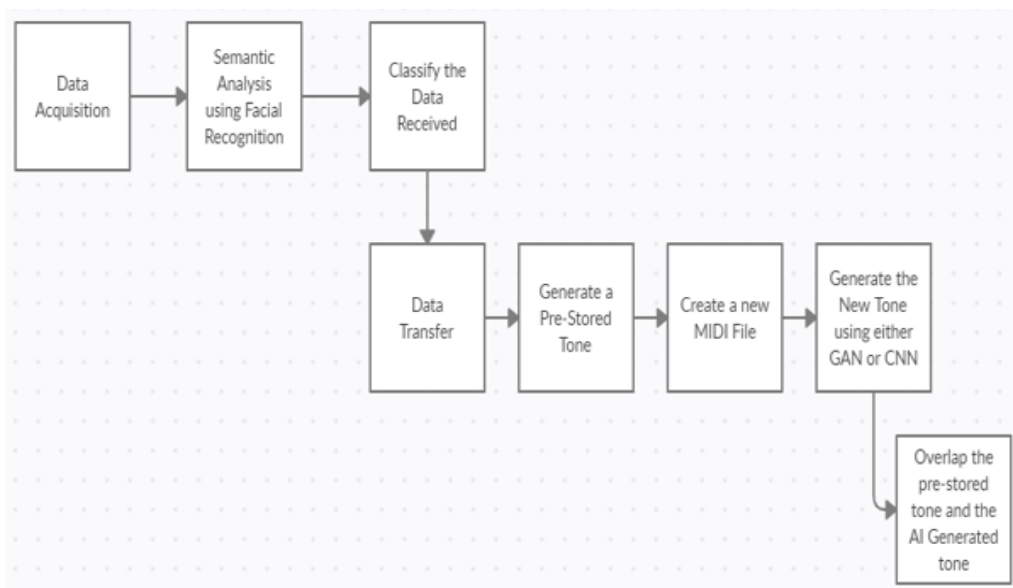 Data
Acquisition
Semantic
Analysis
using Facial
Recognition
Classify the
Data
Received
Data
Transfer
Generate a
Pre-Stored
Tone
Create a new
MIDI File
Generate the
New Tone
using either
GAN or CNN
Overlap the
pre-stored
tone and the
AI Generated
tone